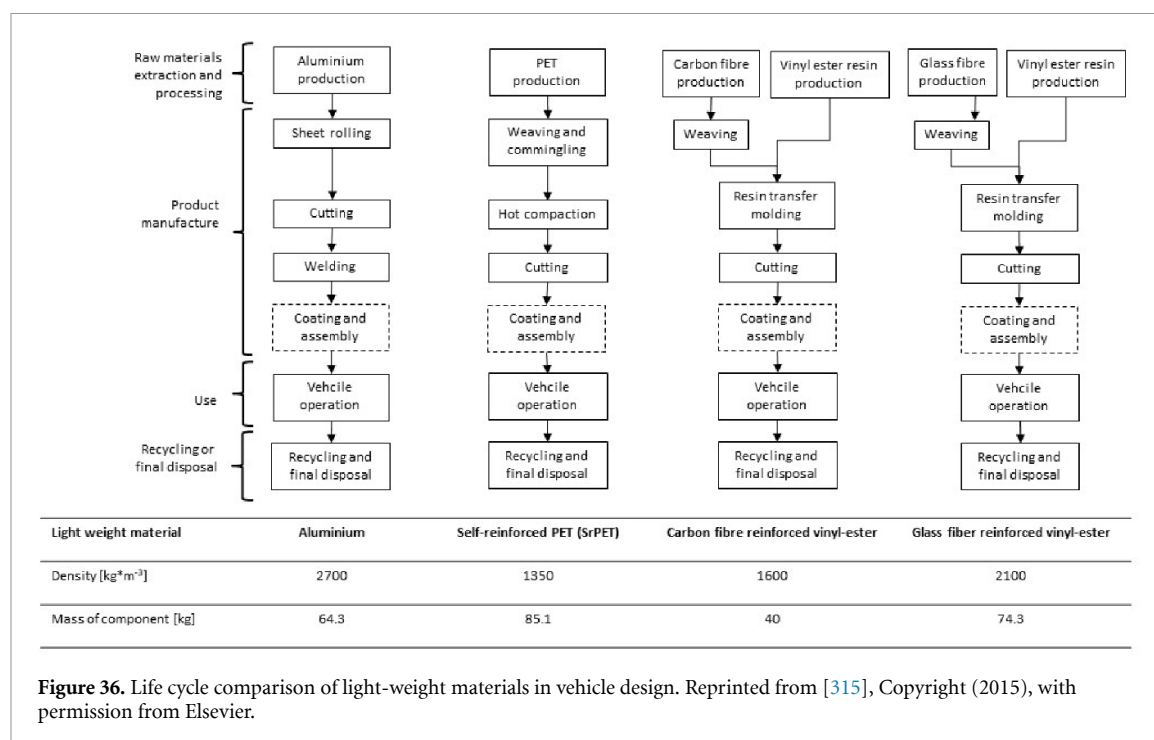 Raw materials
extraction and
processing
Aluminium
production
PET
production
Carbon fibre
production
Vinyl ester resin
production
Glass fibre
production
Vinyl ester resin
production
Product
manufacture
Sheet rolling
Weaving and
commingling
Weaving
Weaving
Cutting
Hot compaction
Resin transfer
molding
Resin transfer
molding
Welding
Cutting
Cutting
Cutting
Coating and
assembly
Coating and
assembly
Coating and
assembly
Coating and
assembly
Use
Vehcile
operation
Vehcile
operation
Vehcile
operation
Vehcile
operation
Recycling or
final disposal
Recycling and
final disposal
Recycling and
final disposal
Recycling and
final disposal
Recycling and
final disposal
Light weight material Aluminium Self-reinforced PET (SrPET) Carbon fibre reinforced vinyl-ester Glass fiber reinforced vinyl-ester
Density [kg*m⁻³] 2700 1350 1600 2100
Mass of component [kg] 64.3 85.1 40 74.3
Figure 36. Life cycle comparison of light-weight materials in vehicle design. Reprinted from [315], Copyright (2015), with
permission from Elsevier.